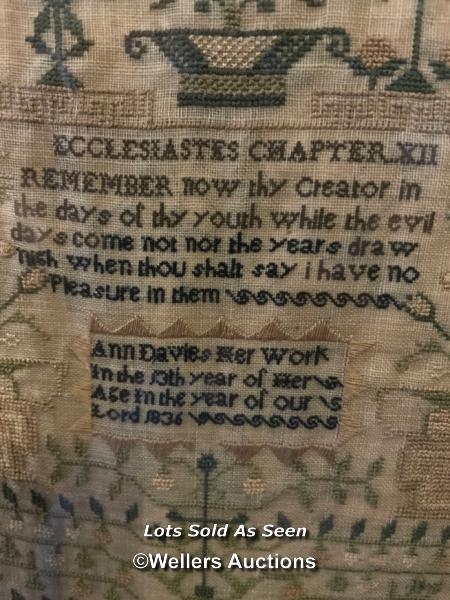 ECCLESIASTES CHAPTER XII
REMEMBER now thy Creator in
the days of thy youth while the evil
days come not nor the years draw
nigh when thou shalt say i have no
Pleasure in them
Ann Davies Her Work
In the 13th year of Her
Age In the year of our
Lord 1836
Lots Sold As Seen
©Wellers Auctions